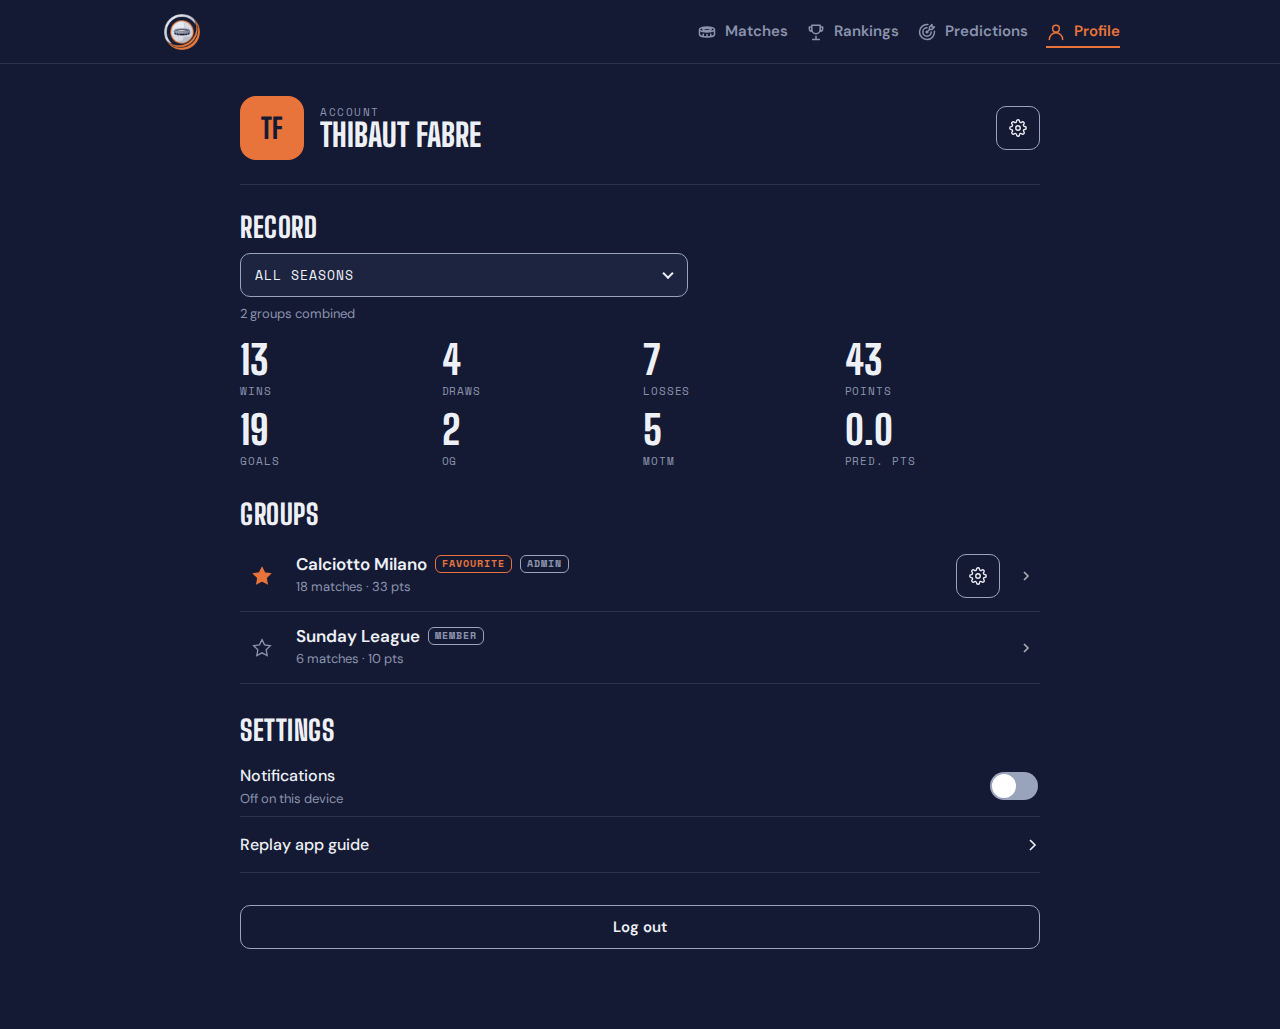 Matches Rankings Predictions Profile
TF
ACCOUNT
THIBAUT FABRE
RECORD
ALL SEASONS
2 groups combined
13 4 7 43
WINS DRAWS LOSSES POINTS
19 2 5 0.0
GOALS OG MOTM PRED. PTS
GROUPS
Calciotto Milano FAVOURITE ADMIN
18 matches · 33 pts
Sunday League MEMBER
6 matches · 10 pts
SETTINGS
Notifications
Off on this device
Replay app guide
Log out